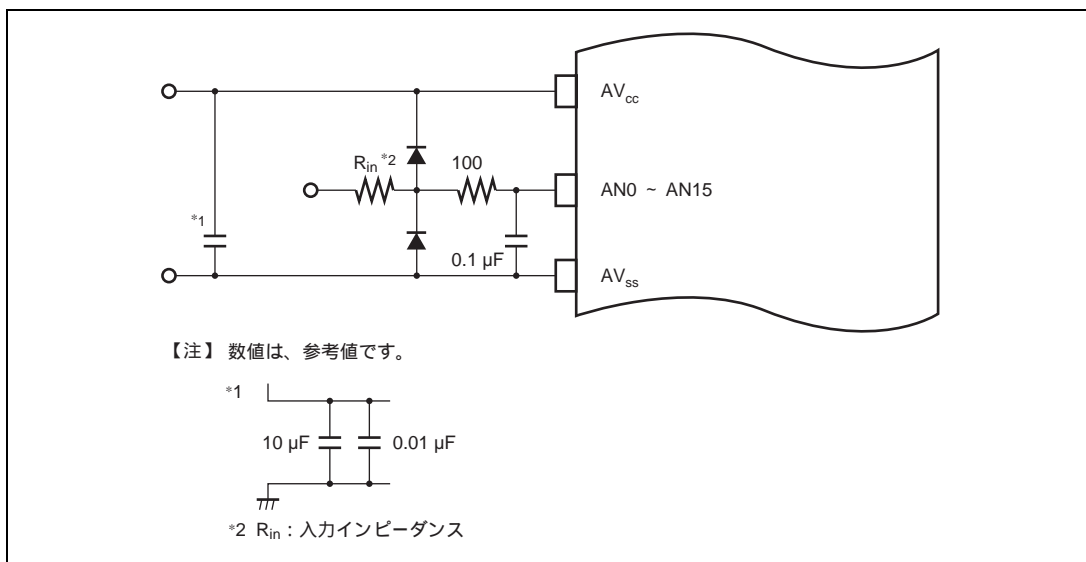 AVcc
Rin *2
100
AN0 ~ AN15
*1
0.1 μF
AVss
【注】 数値は、参考値です。
*1
10 μF
0.01 μF
*2 Rin：入力インピーダンス